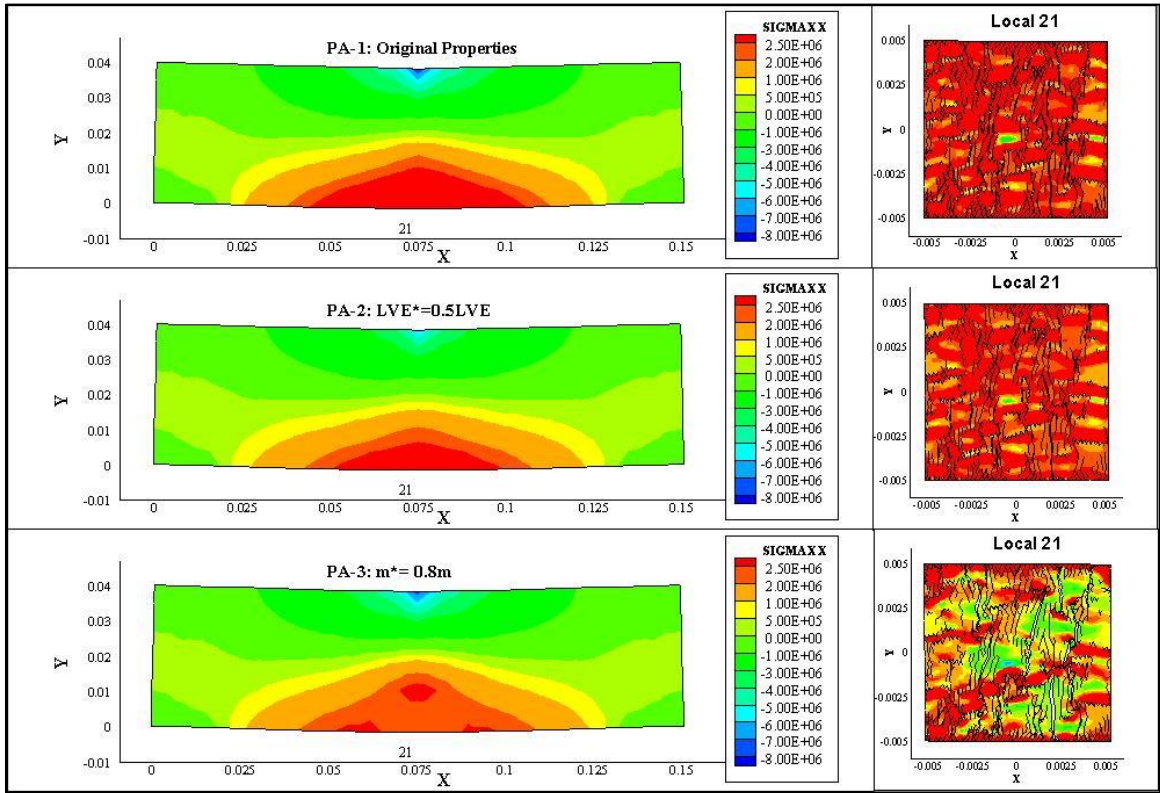 PA-1: Original Properties
0.04
0.03
0.02
0.01
0
-0.01
Y
21
0 0.025 0.05 0.075 0.1 0.125 0.15
X
SIGMAXX
2.50E+06
2.00E+06
1.00E+06
5.00E+05
0.00E+00
-1.00E+06
-3.00E+06
-4.00E+06
-5.00E+06
-6.00E+06
-7.00E+06
-8.00E+06
Local 21
0.005
0.0025
Y 0
-0.0025
-0.005
-0.005 -0.0025 0 0.0025 0.005
X
PA-2: LVE*=0.5LVE
0.04
0.03
0.02
0.01
0
-0.01
Y
21
0 0.025 0.05 0.075 0.1 0.125 0.15
X
SIGMAXX
2.50E+06
2.00E+06
1.00E+06
5.00E+05
0.00E+00
-1.00E+06
-3.00E+06
-4.00E+06
-5.00E+06
-6.00E+06
-7.00E+06
-8.00E+06
Local 21
0.005
0.0025
Y 0
-0.0025
-0.005
-0.005 -0.0025 0 0.0025 0.005
X
PA-3: m*= 0.8m
0.04
0.03
0.02
0.01
0
-0.01
Y
21
0 0.025 0.05 0.075 0.1 0.125 0.15
X
SIGMAXX
2.50E+06
2.00E+06
1.00E+06
5.00E+05
0.00E+00
-1.00E+06
-3.00E+06
-4.00E+06
-5.00E+06
-6.00E+06
-7.00E+06
-8.00E+06
Local 21
0.005
0.0025
Y 0
-0.0025
-0.005
-0.005 -0.0025 0 0.0025 0.005
X